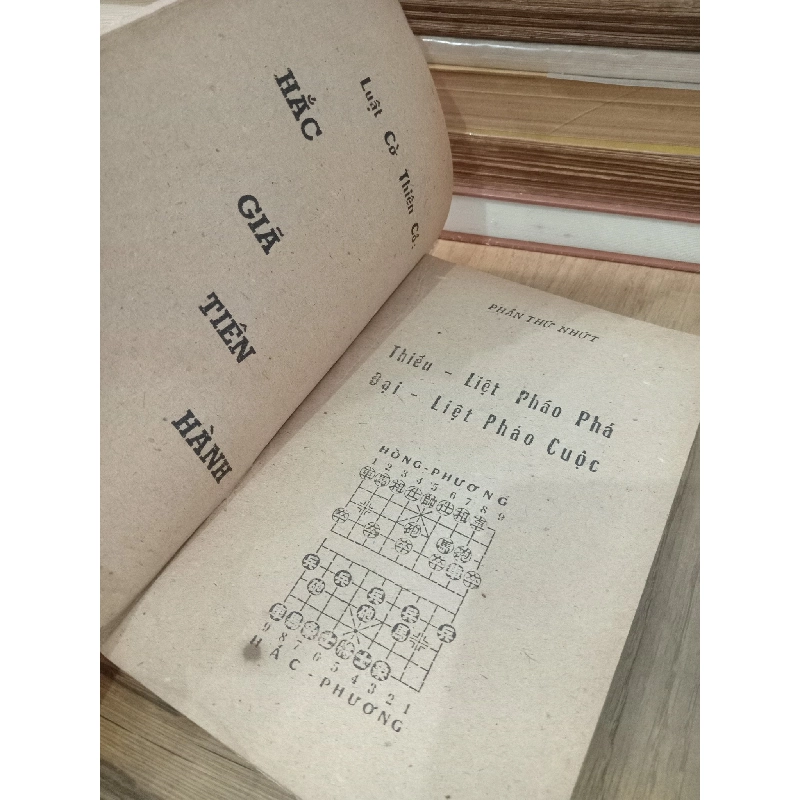 Luật Cờ Thiên Cổ:
HẮC
GIÃ
TIÊN
HÀNH
PHẦN THỨ NHỨT
Thiếu - Liệt Pháo Phá
Đại - Liệt Pháo Cuộc
HỒNG-PHƯƠNG
1 2 3 4 5 6 7 8 9
9 8 7 6 5 4 3 2 1
HẮC-PHƯƠNG